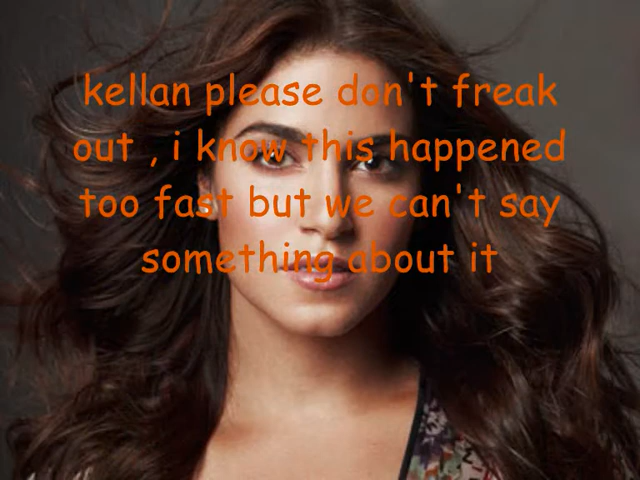 kellan please don't freak
out , i know this happened
too fast but we can't say
something about it